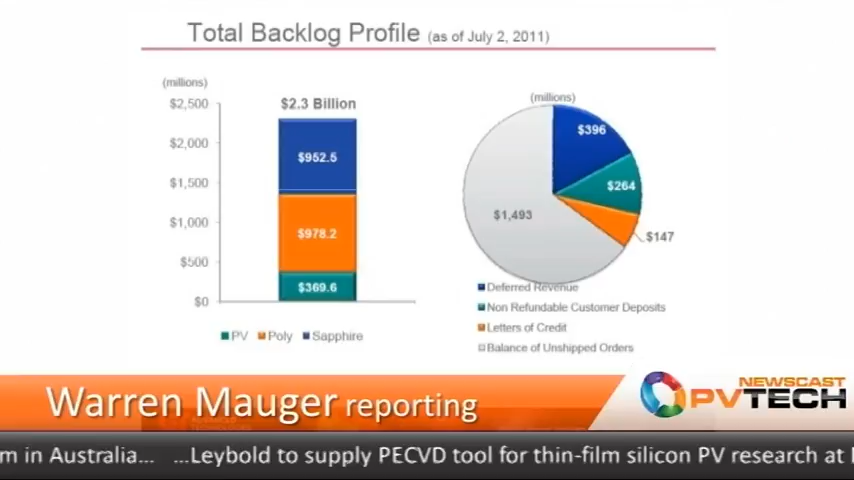 Total Backlog Profile (as of July 2, 2011)
(millions)
$2,500
$2,000
$1,500
$1,000
$500
$0
$2.3 Billion
$952.5
$978.2
$369.6
PV Poly Sapphire
(millions)
$396
$264
$147
$1,493
Deferred Revenue
Non Refundable Customer Deposits
Letters of Credit
Balance of Unshipped Orders
Warren Mauger reporting
NEWSCAST
PVTECH
m in Australia... ...Leybold to supply PECVD tool for thin-film silicon PV research at